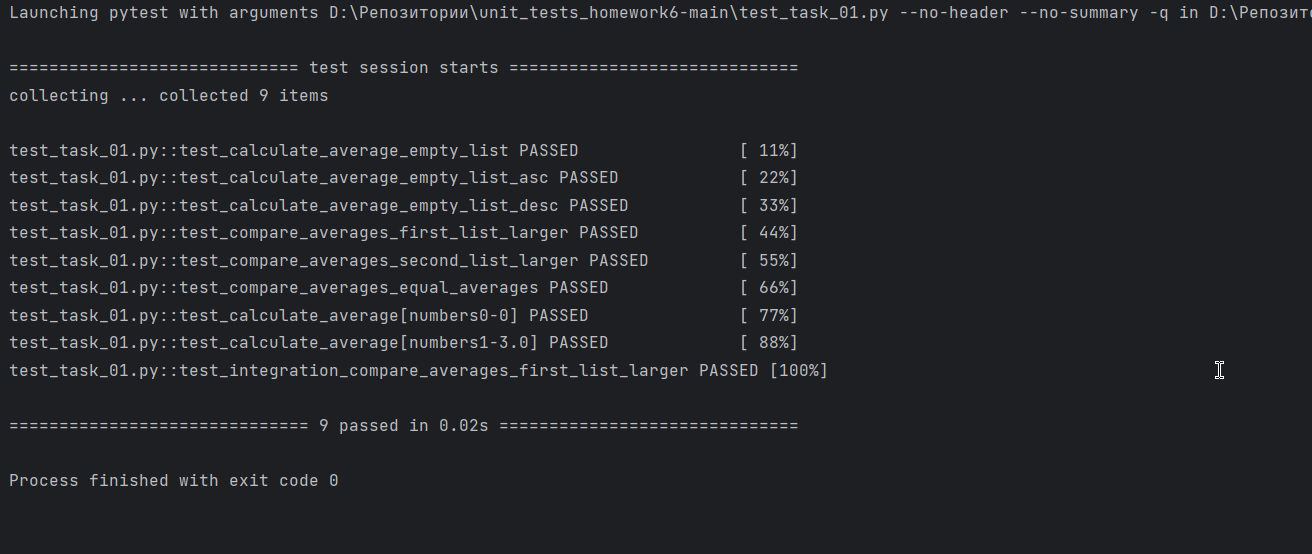 Launching pytest with arguments D:\Репозитории\unit_tests_homework6-main\test_task_01.py --no-header --no-summary -q in D:\Репозит
============================= test session starts =============================
collecting ... collected 9 items
test_task_01.py::test_calculate_average_empty_list PASSED [ 11%]
test_task_01.py::test_calculate_average_empty_list_asc PASSED [ 22%]
test_task_01.py::test_calculate_average_empty_list_desc PASSED [ 33%]
test_task_01.py::test_compare_averages_first_list_larger PASSED [ 44%]
test_task_01.py::test_compare_averages_second_list_larger PASSED [ 55%]
test_task_01.py::test_compare_averages_equal_averages PASSED [ 66%]
test_task_01.py::test_calculate_average[numbers0-0] PASSED [ 77%]
test_task_01.py::test_calculate_average[numbers1-3.0] PASSED [ 88%]
test_task_01.py::test_integration_compare_averages_first_list_larger PASSED [100%]
============================== 9 passed in 0.02s ==============================
Process finished with exit code 0